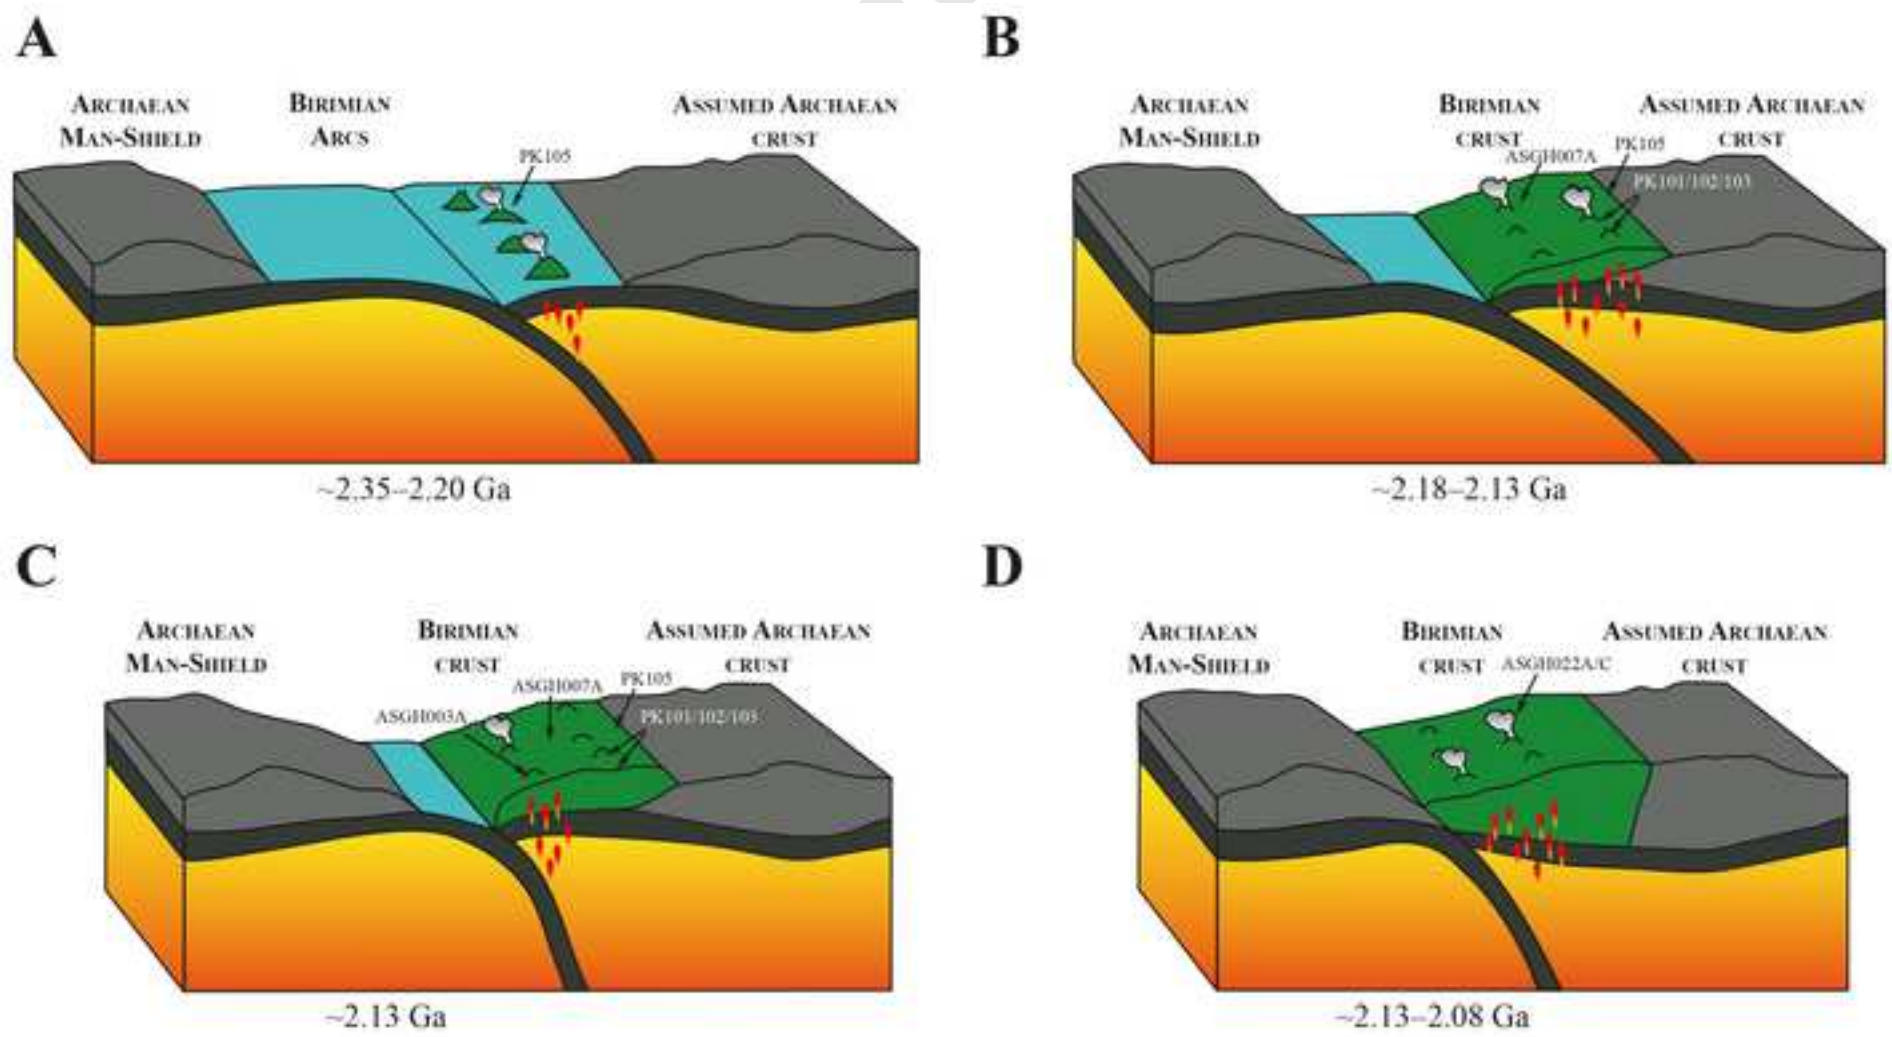 A
ARCHAEAN
MAN-SHIELD
BIRIMIAN
ARCS
ASSUMED ARCHAEAN
CRUST
PK105
~2.35–2.20 Ga
B
ARCHAEAN
MAN-SHIELD
BIRIMIAN
CRUST
ASSUMED ARCHAEAN
CRUST
ASGH007A
PK105
PK101/102/103
~2.18–2.13 Ga
C
ARCHAEAN
MAN-SHIELD
BIRIMIAN
CRUST
ASSUMED ARCHAEAN
CRUST
ASGH007A
PK105
ASGH003A
PK101/102/103
~2.13 Ga
D
ARCHAEAN
MAN-SHIELD
BIRIMIAN
CRUST
ASSUMED ARCHAEAN
CRUST
ASGH022A/C
~2.13–2.08 Ga